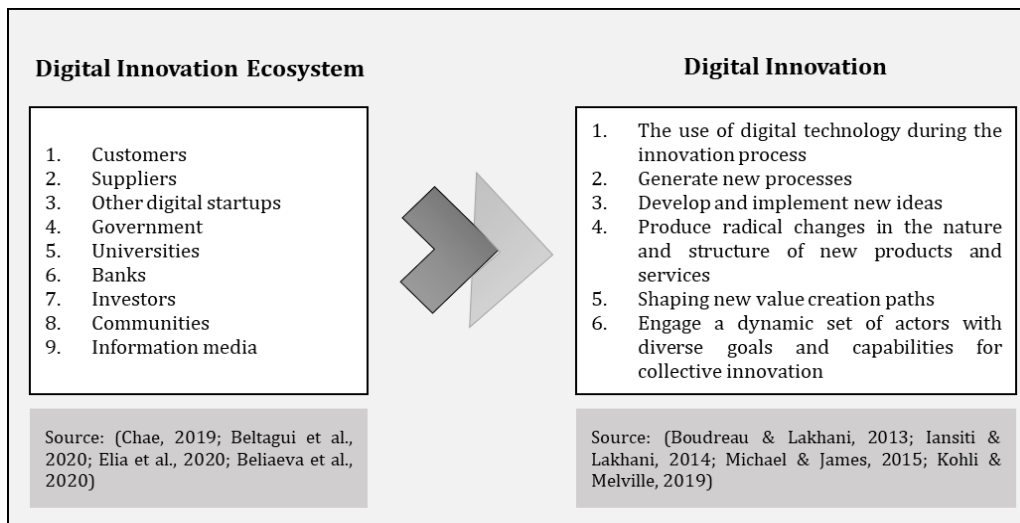 Digital Innovation Ecosystem
1. Customers
2. Suppliers
3. Other digital startups
4. Government
5. Universities
6. Banks
7. Investors
8. Communities
9. Information media
Source: (Chae, 2019; Beltagui et al.,
2020; Elia et al., 2020; Beliaeva et al.,
2020)
Digital Innovation
1. The use of digital technology during the
innovation process
2. Generate new processes
3. Develop and implement new ideas
4. Produce radical changes in the nature
and structure of new products and
services
5. Shaping new value creation paths
6. Engage a dynamic set of actors with
diverse goals and capabilities for
collective innovation
Source: (Boudreau & Lakhani, 2013; Iansiti &
Lakhani, 2014; Michael & James, 2015; Kohli &
Melville, 2019)